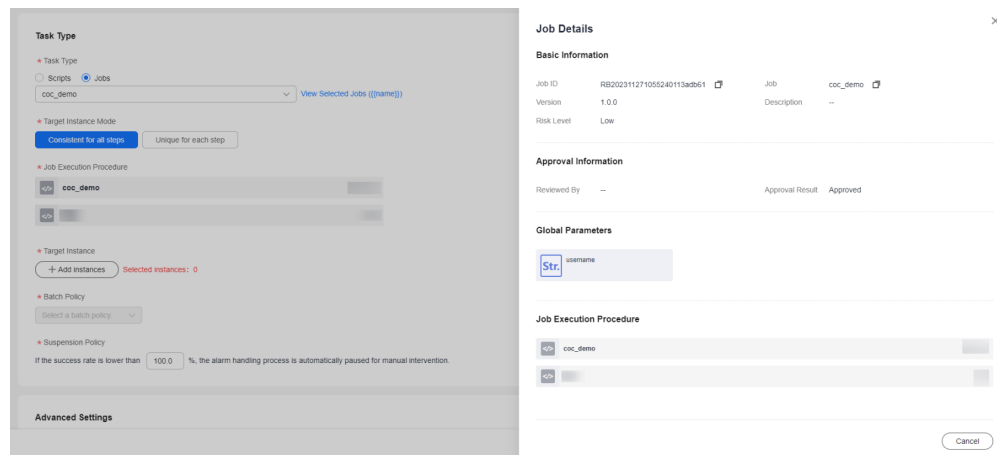 Task Type
* Task Type
Scripts Jobs
coc_demo View Selected Jobs ({{name}})
* Target Instance Mode
Consistent for all steps Unique for each step
* Job Execution Procedure
</> coc_demo
</>
* Target Instance
+ Add instances Selected instances: 0
* Batch Policy
Select a batch policy
* Suspension Policy
If the success rate is lower than 100.0 %, the alarm handling process is automatically paused for manual intervention.
Advanced Settings
Job Details
Basic Information
Job ID RB202311271055240113adb61 Job coc_demo
Version 1.0.0 Description --
Risk Level Low
Approval Information
Reviewed By -- Approval Result Approved
Global Parameters
Str. username
Job Execution Procedure
</> coc_demo
</>
Cancel